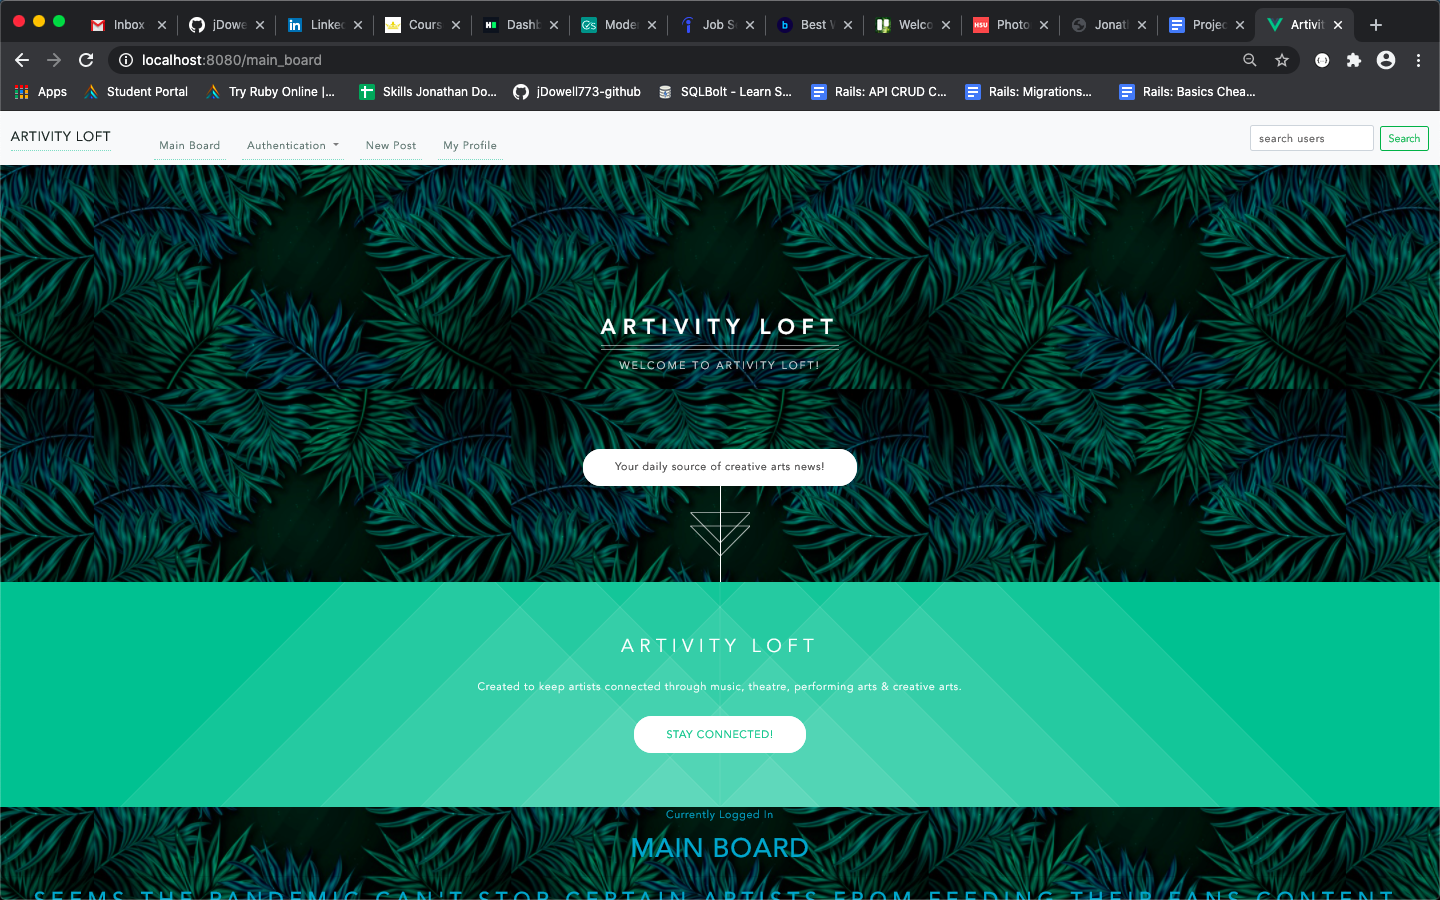 Inbox
jDowe
Linked
Cours
Dashb
Moder
Job Se
Best W
Welco
Photo
Jonath
Projec
Artivit
localhost:8080/main_board
Apps
Student Portal
Try Ruby Online |...
Skills Jonathan Do...
jDowell773-github
SQLBolt - Learn S...
Rails: API CRUD C...
Rails: Migrations...
Rails: Basics Chea...
ARTIVITY LOFT
Main Board
Authentication
New Post
My Profile
search users
Search
ARTIVITY LOFT
WELCOME TO ARTIVITY LOFT!
Your daily source of creative arts news!
ARTIVITY LOFT
Created to keep artists connected through music, theatre, performing arts & creative arts.
STAY CONNECTED!
Currently Logged In
MAIN BOARD
SEEMS THE PANDEMIC CAN'T STOP CERTAIN ARTISTS FROM FEEDING THEIR FANS CONTENT